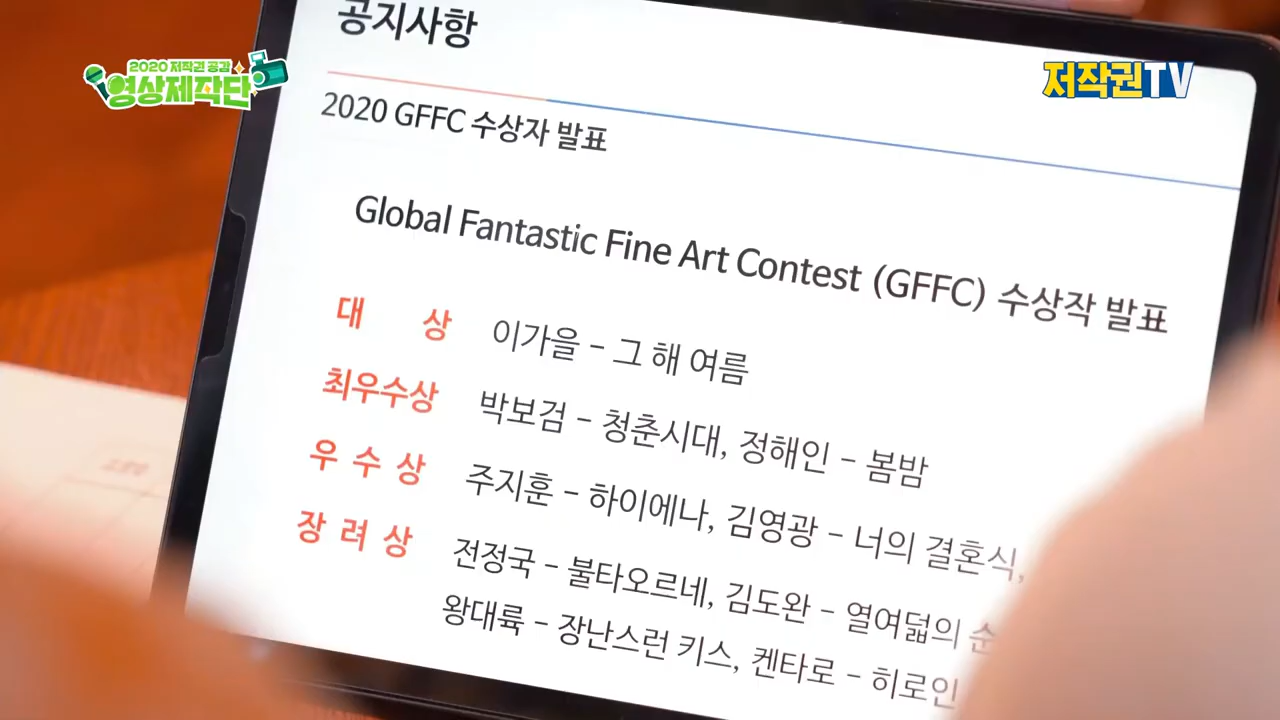 공지사항
2020 저작권 공감
영상제작단
저작권TV
2020 GFFC 수상자 발표
Global Fantastic Fine Art Contest (GFFC) 수상작 발표
대 상 이가을 - 그 해 여름
최우수상 박보검 - 청춘시대, 정해인 - 봄밤
우 수 상 주지훈 - 하이에나, 김영광 - 너의 결혼식,
장 려 상 전정국 - 불타오르네, 김도완 - 열여덟의 순
왕대륙 - 장난스런 키스, 켄타로 - 히로인